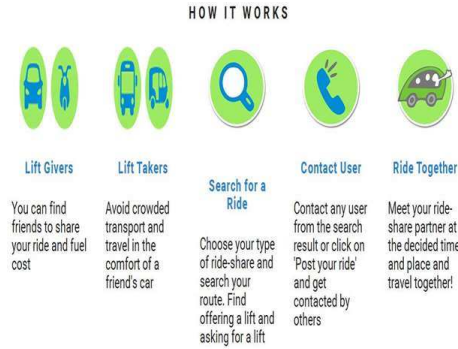 HOW IT WORKS
Lift Givers
You can find
friends to share
your ride and fuel
cost
Lift Takers
Avoid crowded
transport and
travel in the
comfort of a
friend's car
Search for a
Ride
Choose your type
of ride-share and
search your
route. Find
offering a lift and
asking for a lift
Contact User
Contact any user
from the search
result or click on
'Post your ride'
and get
contacted by
others
Ride Together
Meet your ride-
share partner at
the decided time
and place and
travel together!